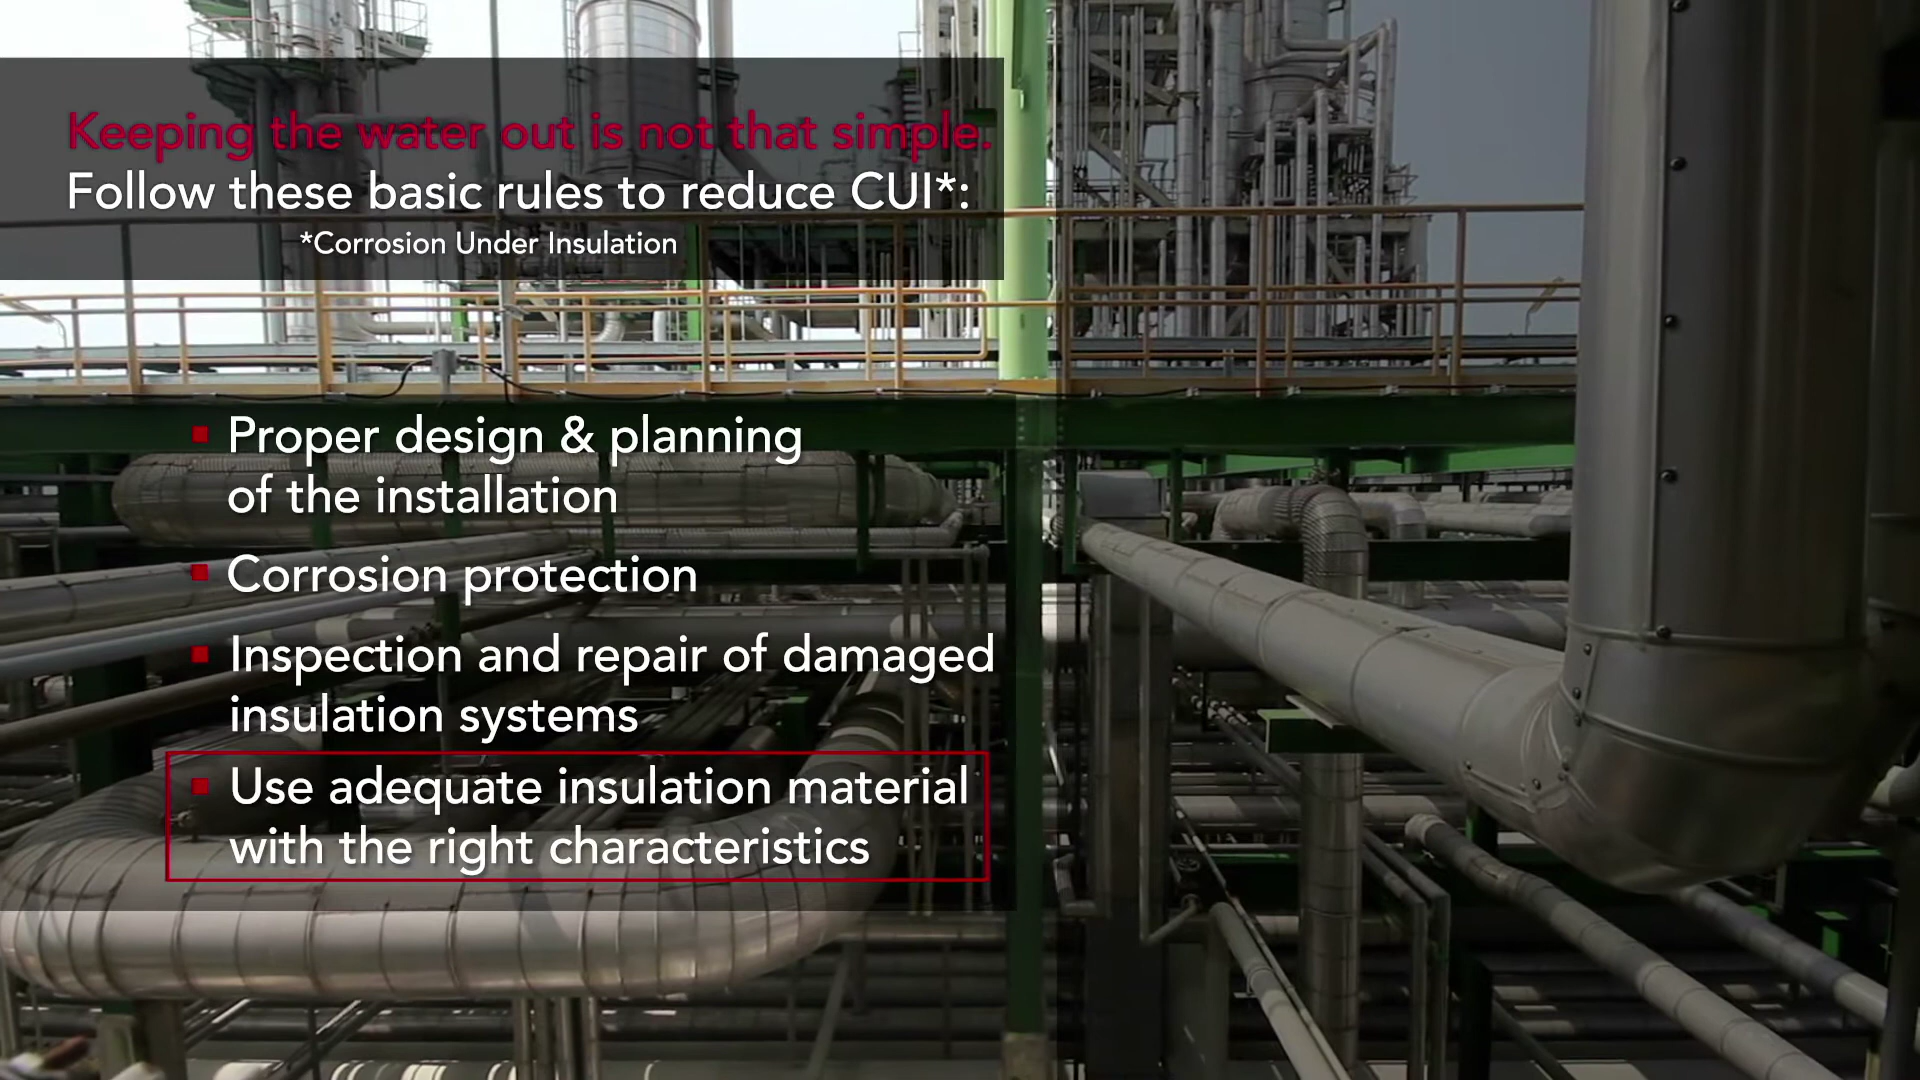 Keeping the water out is not that simple.
Follow these basic rules to reduce CUI*:
*Corrosion Under Insulation
Proper design & planning
of the installation
Corrosion protection
Inspection and repair of damaged
insulation systems
Use adequate insulation material
with the right characteristics